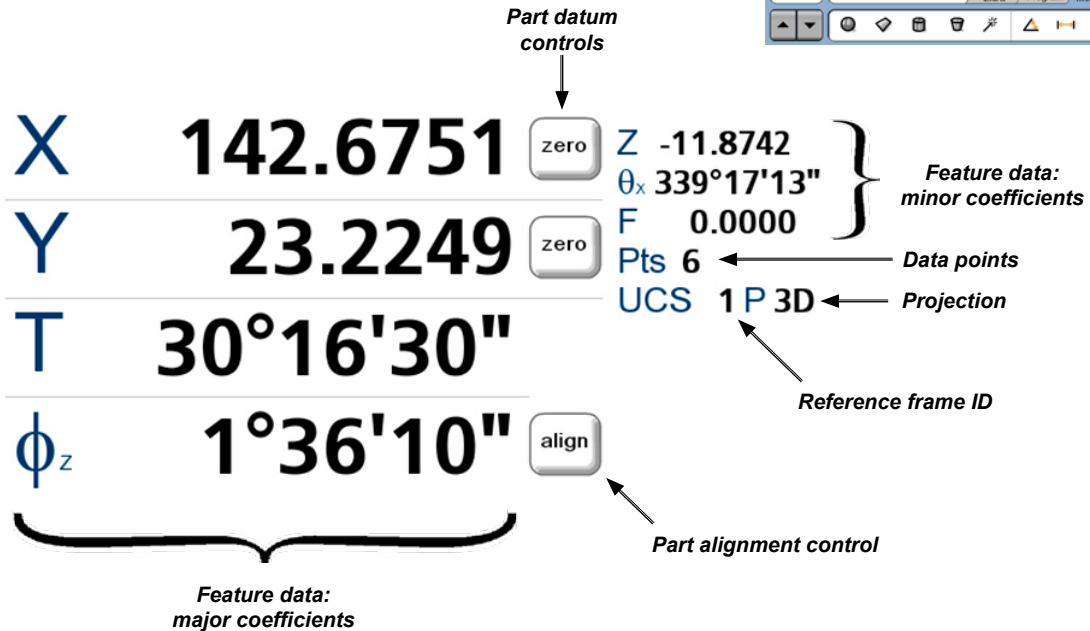 Part datum
controls
X 142.6751 zero
Z -11.8742
θx 339°17'13"
F 0.0000
Feature data:
minor coefficients
Y 23.2249 zero
Pts 6
Data points
UCS 1 P 3D
Projection
T 30°16'30"
Reference frame ID
ϕz 1°36'10" align
Part alignment control
Feature data:
major coefficients